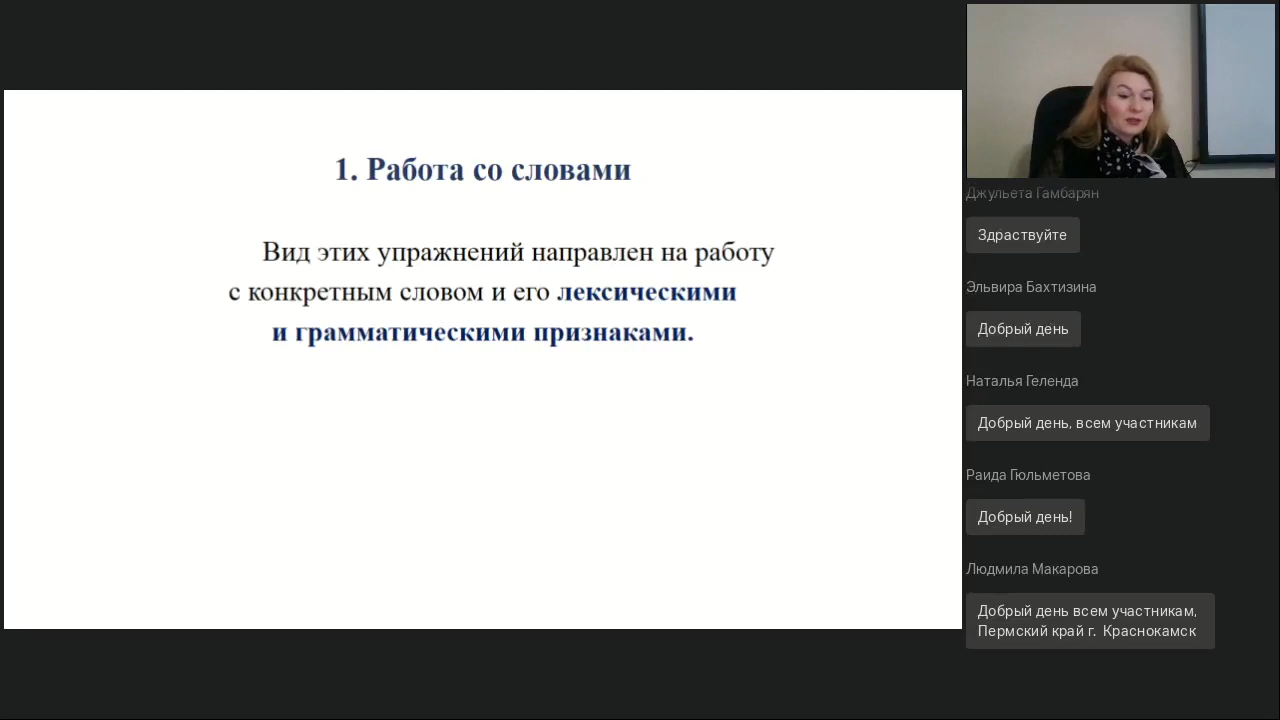 1. Работа со словами
Вид этих упражнений направлен на работу
с конкретным словом и его лексическими
и грамматическими признаками.
Джульета Гамбарян
Здраствуйте
Эльвира Бахтизина
Добрый день
Наталья Геленда
Добрый день, всем участникам
Раида Гюльметова
Добрый день!
Людмила Макарова
Добрый день всем участникам,
Пермский край г. Краснокамск